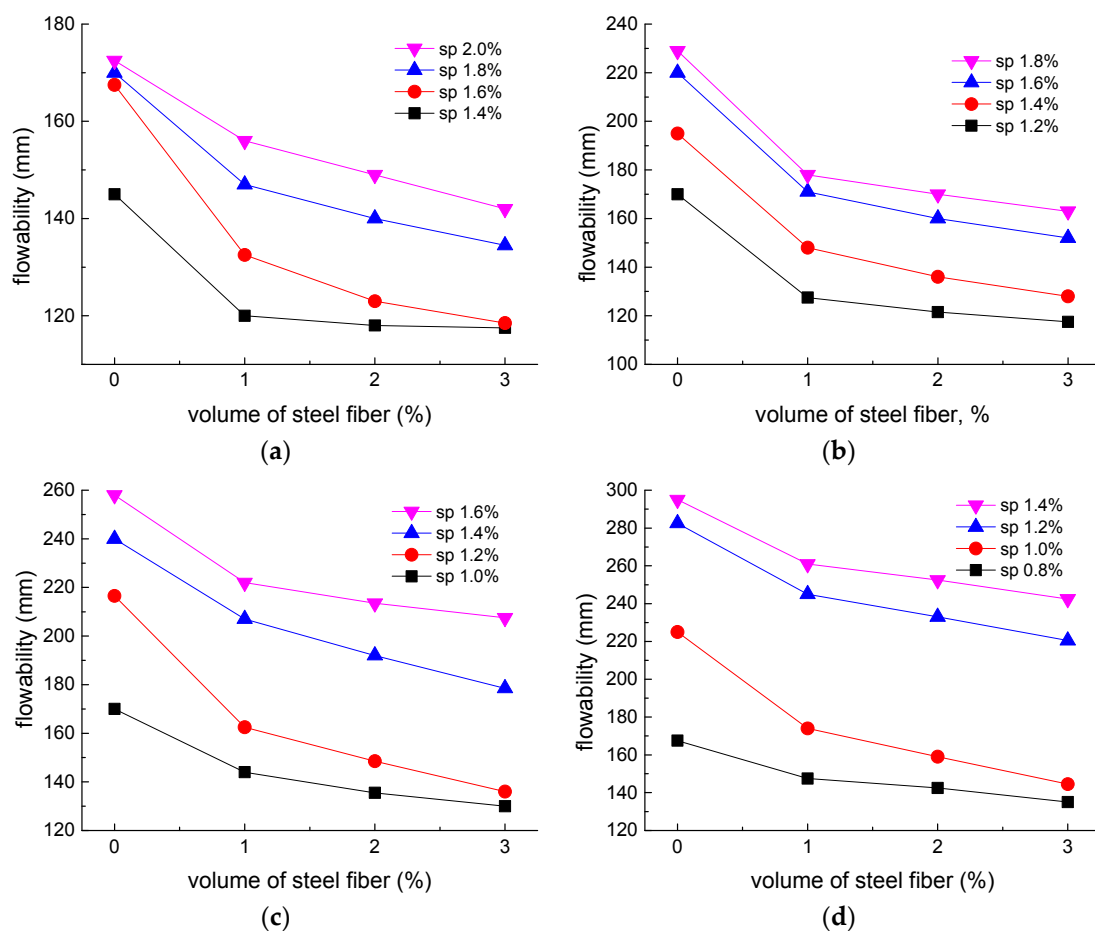 180
160
140
120
flowability (mm)
sp 2.0%
sp 1.8%
sp 1.6%
sp 1.4%
0 1 2 3
volume of steel fiber (%)
(a)
240
220
200
180
160
140
120
100
flowability (mm)
sp 1.8%
sp 1.6%
sp 1.4%
sp 1.2%
0 1 2 3
volume of steel fiber, %
(b)
260
240
220
200
180
160
140
120
flowability (mm)
sp 1.6%
sp 1.4%
sp 1.2%
sp 1.0%
0 1 2 3
volume of steel fiber (%)
(c)
300
280
260
240
220
200
180
160
140
120
flowability (mm)
sp 1.4%
sp 1.2%
sp 1.0%
sp 0.8%
0 1 2 3
volume of steel fiber (%)
(d)